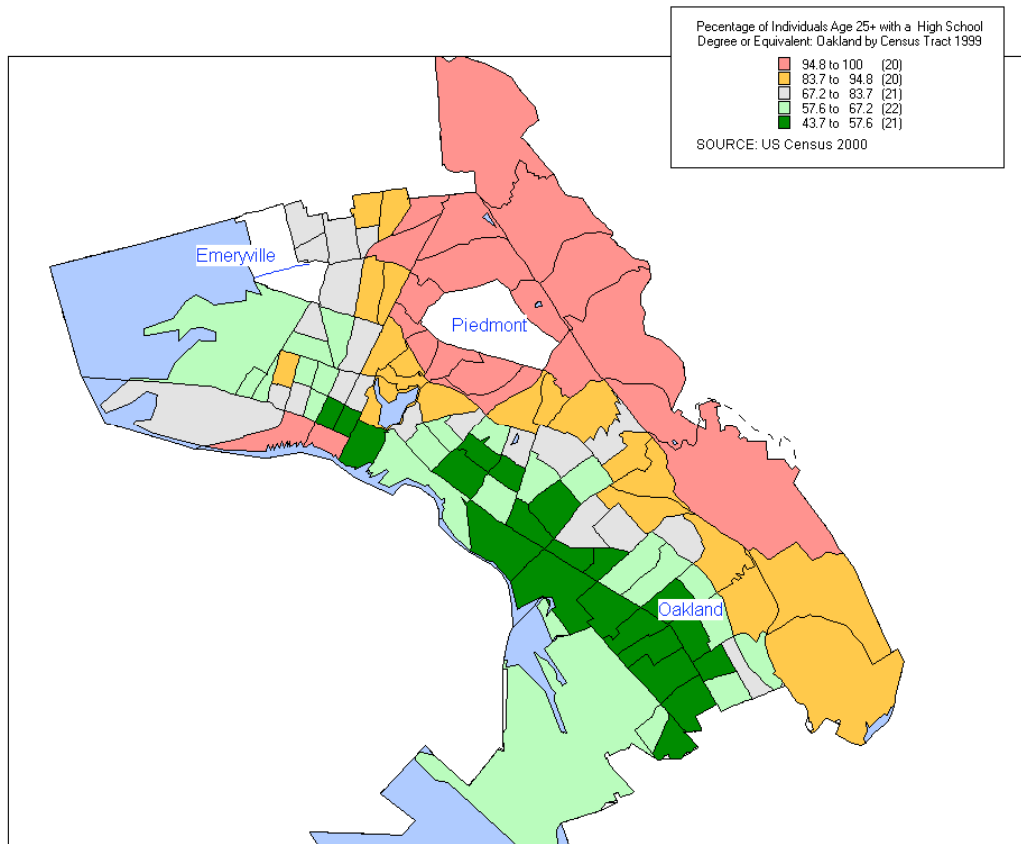 Pecentage of Individuals Age 25+ with a High School
Degree or Equivalent: Oakland by Census Tract 1999
94.8 to 100 (20)
83.7 to 94.8 (20)
67.2 to 83.7 (21)
57.6 to 67.2 (22)
43.7 to 57.6 (21)
SOURCE: US Census 2000
Emeryville
Piedmont
Oakland